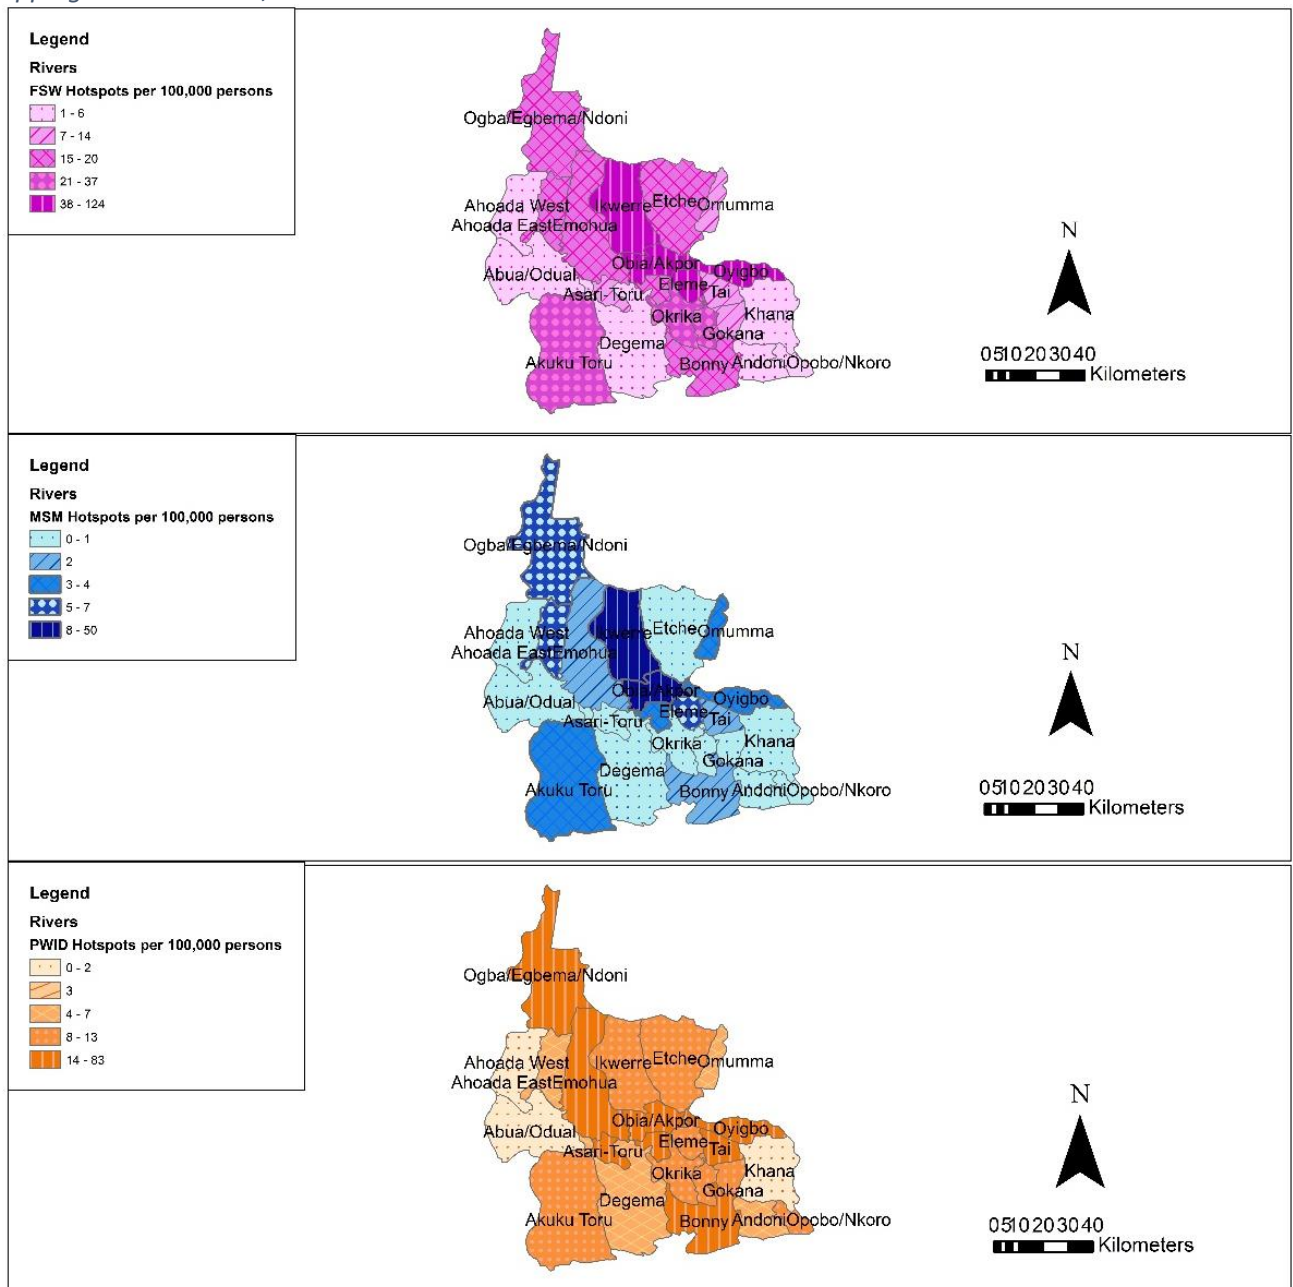 Legend
Rivers
FSW Hotspots per 100,000 persons
1 - 6
7 - 14
15 - 20
21 - 37
38 - 124
Ogba/Egbema/Ndoni
Ahoada West
Ikwerre
Etche
Omumma
Ahoada East
Emohua
Abua/Odual
Obia/Akpor
Oyigbo
Asari-Toru
Eleme
Tai
Okrika
Khana
Gokana
Degema
Akuku Toru
Bonny
Andoni
Opobo/Nkoro
N
0510203040
Kilometers
Legend
Rivers
MSM Hotspots per 100,000 persons
0 - 1
2
3 - 4
5 - 7
8 - 50
Ogba/Egbema/Ndoni
Ahoada West
Ikwerre
Etche
Omumma
Ahoada East
Emohua
Abua/Odual
Obia/Akpor
Oyigbo
Asari-Toru
Eleme
Tai
Okrika
Khana
Gokana
Degema
Akuku Toru
Bonny
Andoni
Opobo/Nkoro
N
0510203040
Kilometers
Legend
Rivers
PWID Hotspots per 100,000 persons
0 - 2
3
4 - 7
8 - 13
14 - 83
Ogba/Egbema/Ndoni
Ahoada West
Ikwerre
Etche
Omumma
Ahoada East
Emohua
Abua/Odual
Obia/Akpor
Oyigbo
Asari-Toru
Eleme
Tai
Okrika
Khana
Gokana
Degema
Akuku Toru
Bonny
Andoni
Opobo/Nkoro
N
0510203040
Kilometers